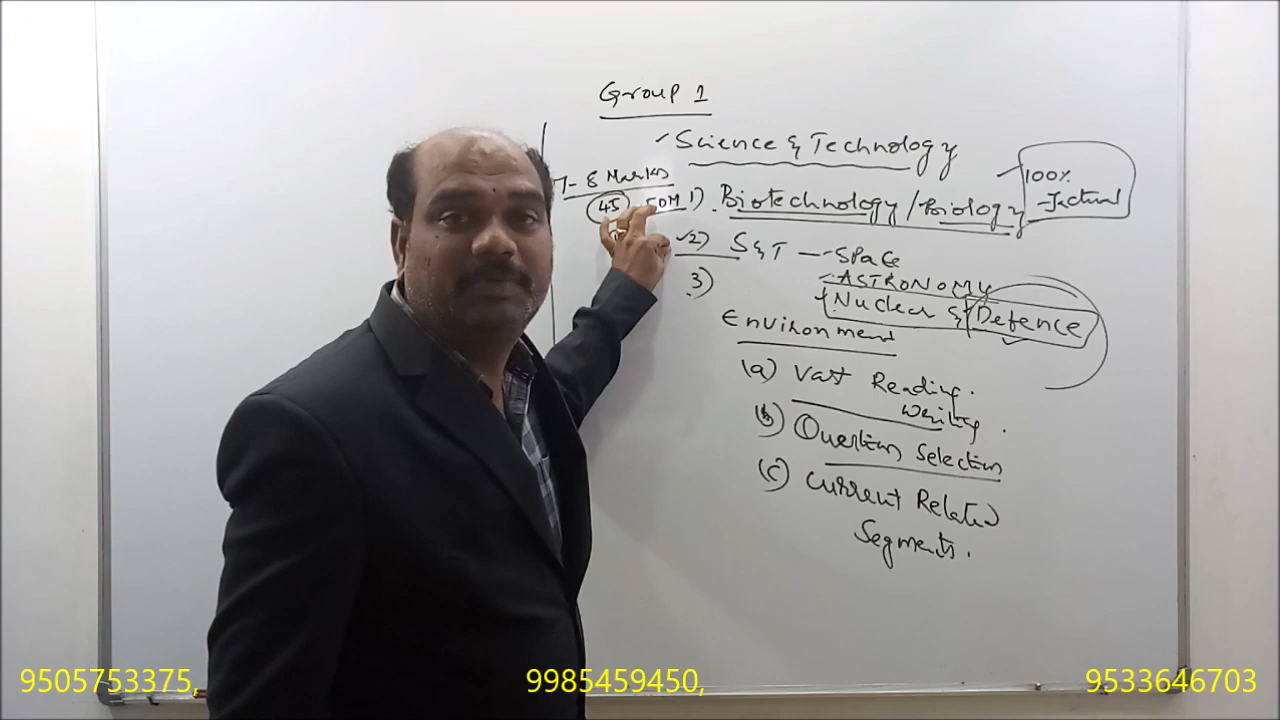 Group 1
Science & Technology
7-8 Marks
100%
45 - 50M
1) Biotechnology/Biology
-factual
2) S&T - Space
ASTRONOMY
3)
Nuclear & Defence
Environment
(a) Vast Reading.
Writing.
(b) Question Selection
(c) Current Related
Segments.
9505753375, 9985459450, 9533646703